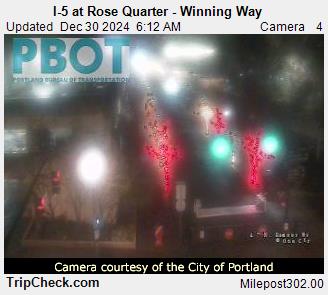 I-5 at Rose Quarter - Winning Way
Updated Dec 30 2024 6:12 AM Camera 4
PBOT
PORTLAND BUREAU OF TRANSPORTATION
Camera courtesy of the City of Portland
TripCheck.com Milepost302.00